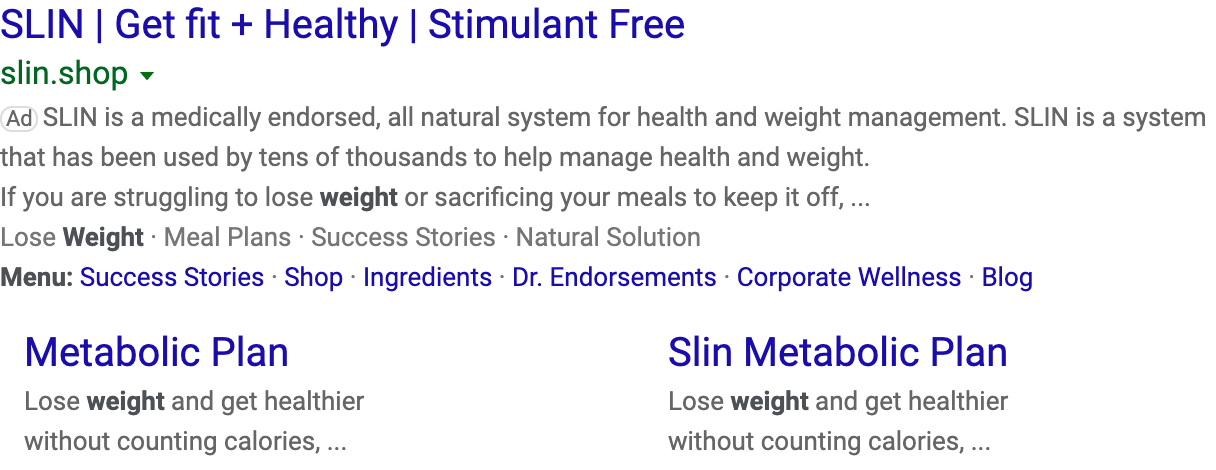 SLIN | Get fit + Healthy | Stimulant Free
slin.shop
Ad SLIN is a medically endorsed, all natural system for health and weight management. SLIN is a system
that has been used by tens of thousands to help manage health and weight.
If you are struggling to lose weight or sacrificing your meals to keep it off, ...
Lose Weight · Meal Plans · Success Stories · Natural Solution
Menu: Success Stories · Shop · Ingredients · Dr. Endorsements · Corporate Wellness · Blog
Metabolic Plan
Lose weight and get healthier
without counting calories, ...
Slin Metabolic Plan
Lose weight and get healthier
without counting calories, ...